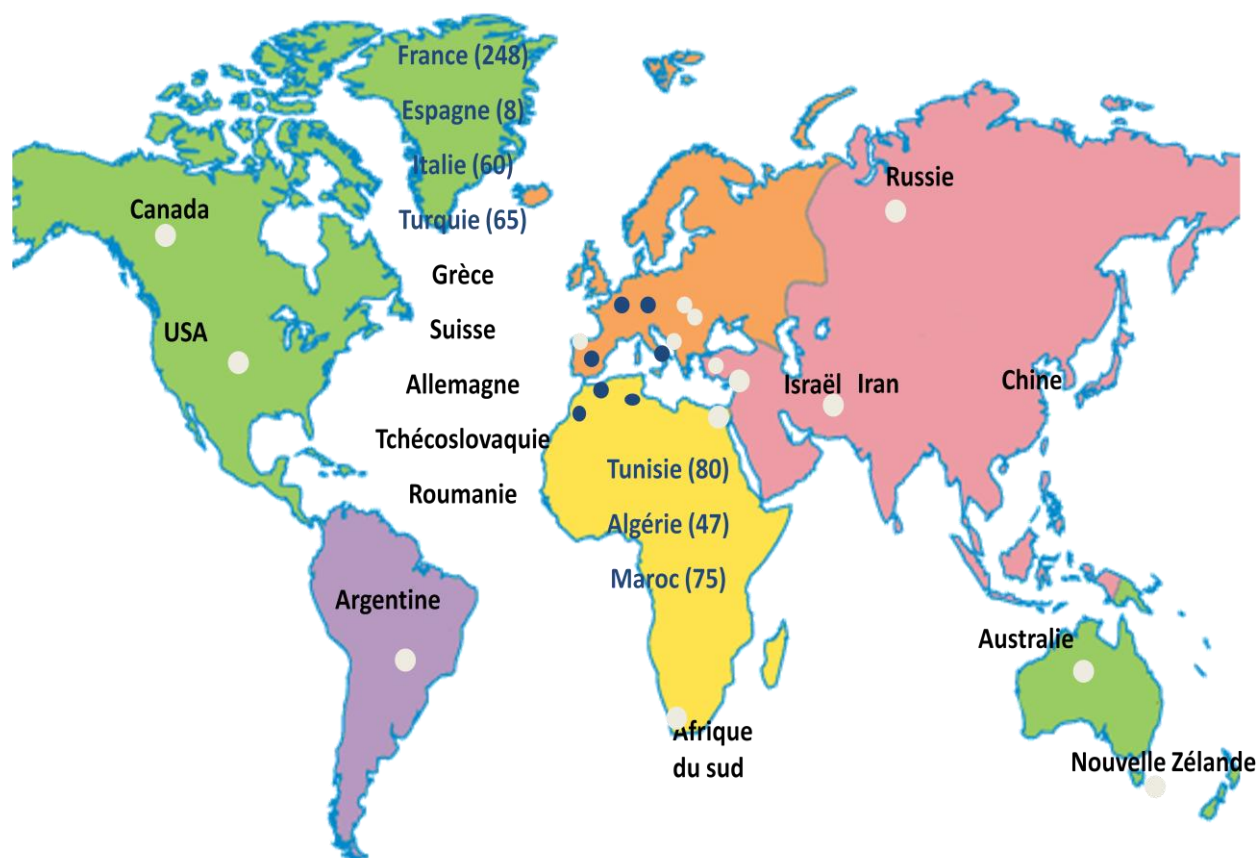 France (248)
Espagne (8)
Italie (60)
Turquie (65)
Grèce
Suisse
Allemagne
Tchécoslovaquie
Roumanie
Canada
USA
Argentine
Russie
Israël Iran
Chine
Tunisie (80)
Algérie (47)
Maroc (75)
Afrique
du sud
Australie
Nouvelle Zélande